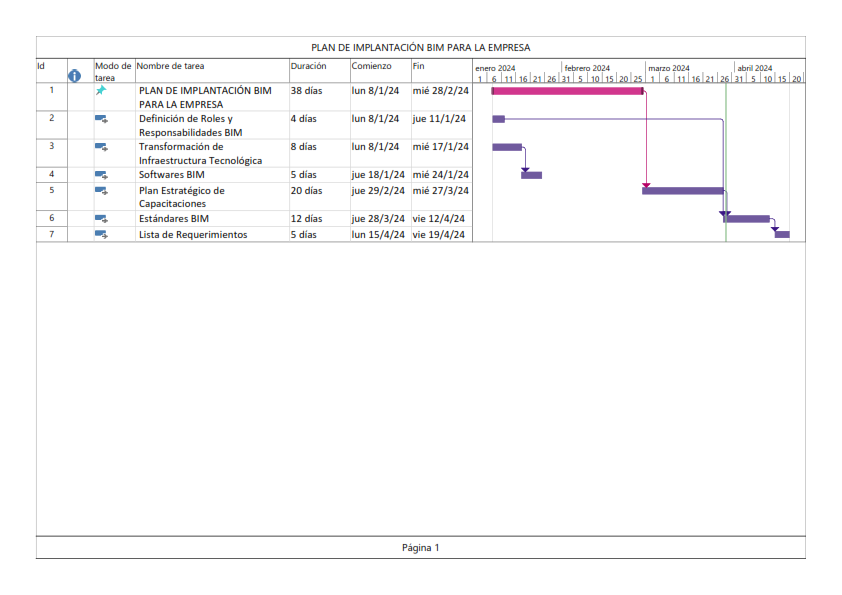 PLAN DE IMPLANTACIÓN BIM PARA LA EMPRESA
Id Modo de tarea Nombre de tarea Duración Comienzo Fin
enero 2024 febrero 2024 marzo 2024 abril 2024
1 6 11 16 21 26 31 5 10 15 20 25 1 6 11 16 21 26 31 5 10 15 20
1 PLAN DE IMPLANTACIÓN BIM PARA LA EMPRESA 38 días lun 8/1/24 mié 28/2/24
2 Definición de Roles y Responsabilidades BIM 4 días lun 8/1/24 jue 11/1/24
3 Transformación de Infraestructura Tecnológica 8 días lun 8/1/24 mié 17/1/24
4 Softwares BIM 5 días jue 18/1/24 mié 24/1/24
5 Plan Estratégico de Capacitaciones 20 días jue 29/2/24 mié 27/3/24
6 Estándares BIM 12 días jue 28/3/24 vie 12/4/24
7 Lista de Requerimientos 5 días lun 15/4/24 vie 19/4/24
Página 1